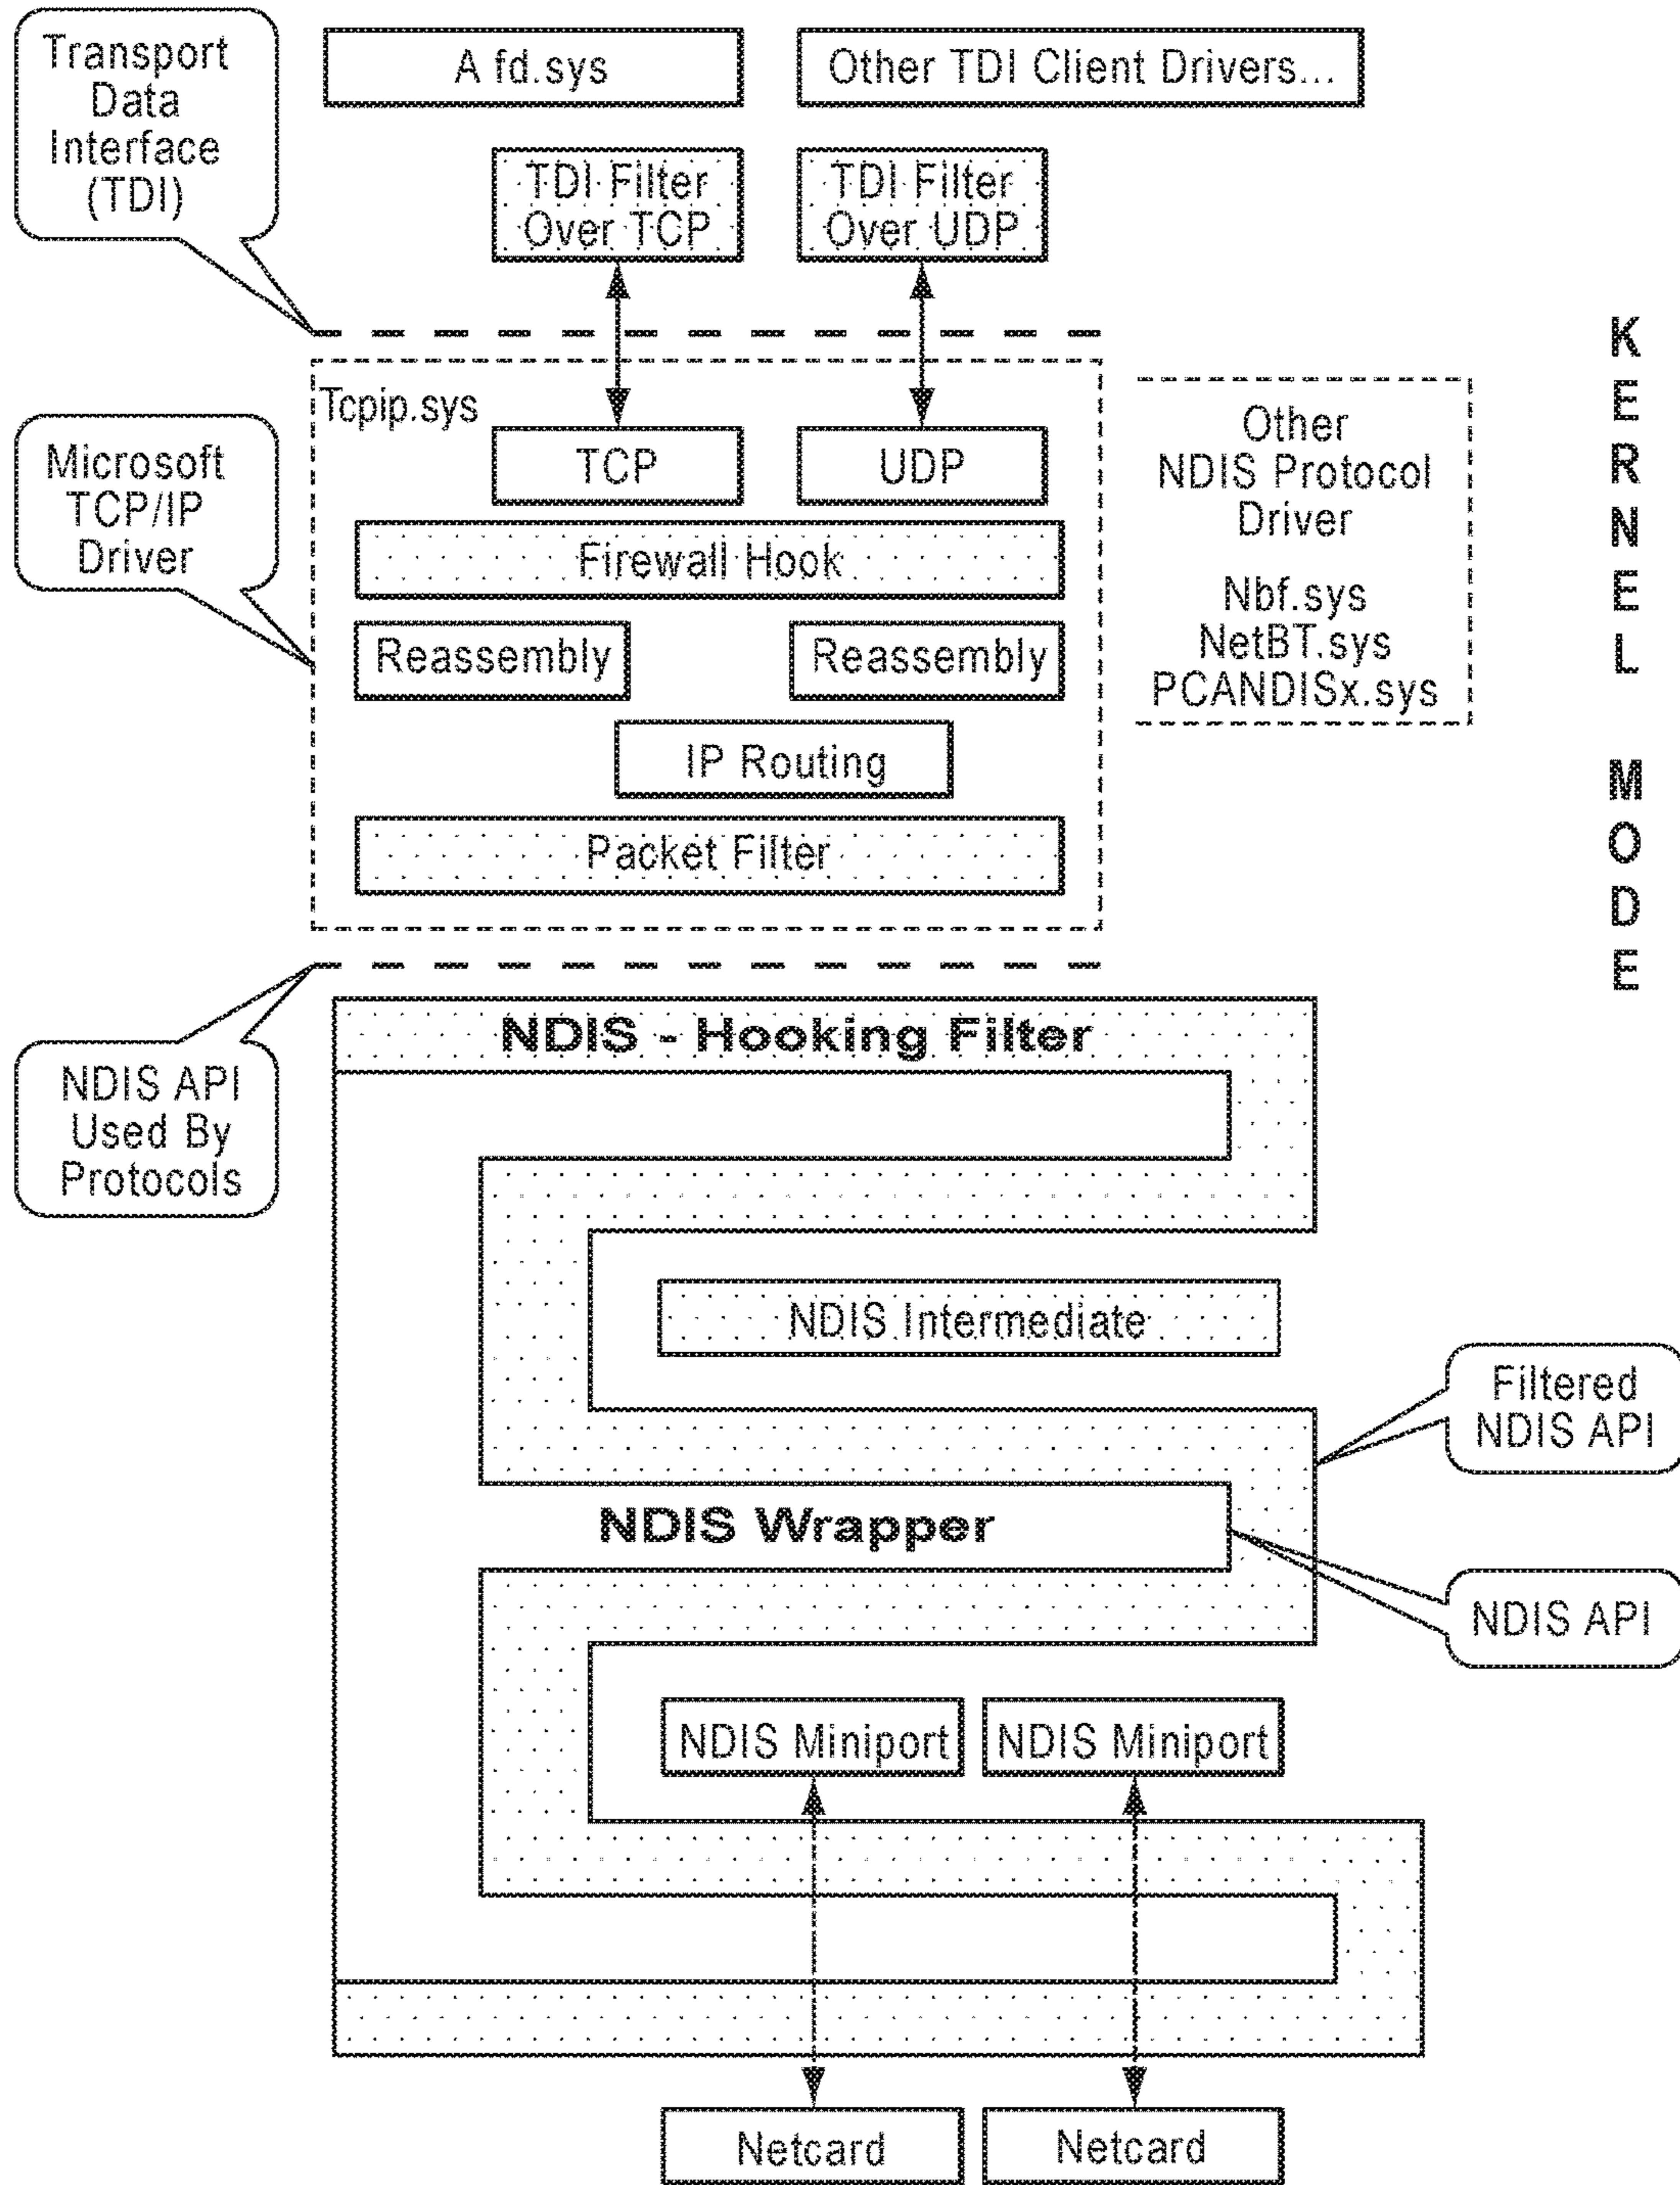 Transport
Data
Interface
(TDI)
A fd.sys
Other TDI Client Drivers...
TDI Filter
Over TCP
TDI Filter
Over UDP
Tcpip.sys
Microsoft
TCP/IP
Driver
TCP
UDP
Firewall Hook
Reassembly
Reassembly
IP Routing
Packet Filter
Other
NDIS Protocol
Driver
Nbf.sys
NetBT.sys
PCANDISx.sys
KERNEL MODE
NDIS API
Used By
Protocols
NDIS - Hooking Filter
NDIS Intermediate
Filtered
NDIS API
NDIS Wrapper
NDIS API
NDIS Miniport
NDIS Miniport
Netcard
Netcard